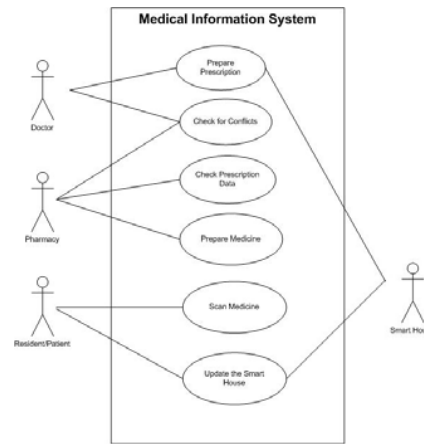 Medical Information System
Prepare
Prescription
Doctor
Check for Conflicts
Check Prescription
Data
Pharmacy
Prepare Medicine
Scan Medicine
Resident/Patient
Smart Hou
Update the Smart
House